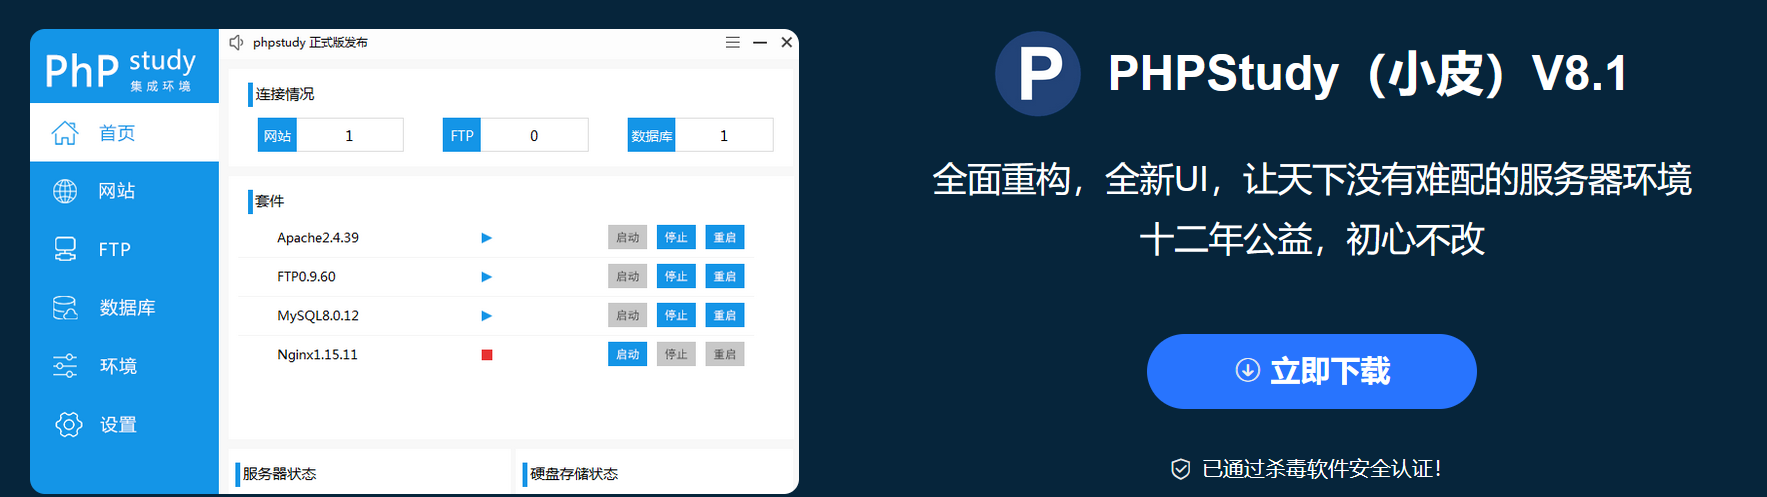 PhP study
集成环境
首页
网站
FTP
数据库
环境
设置
phpstudy 正式版发布
连接情况
网站 1 FTP 0 数据库 1
套件
Apache2.4.39 启动 停止 重启
FTP0.9.60 启动 停止 重启
MySQL8.0.12 启动 停止 重启
Nginx1.15.11 启动 停止 重启
服务器状态 硬盘存储状态
P PHPStudy（小皮）V8.1
全面重构，全新UI，让天下没有难配的服务器环境
十二年公益，初心不改
立即下载
已通过杀毒软件安全认证！